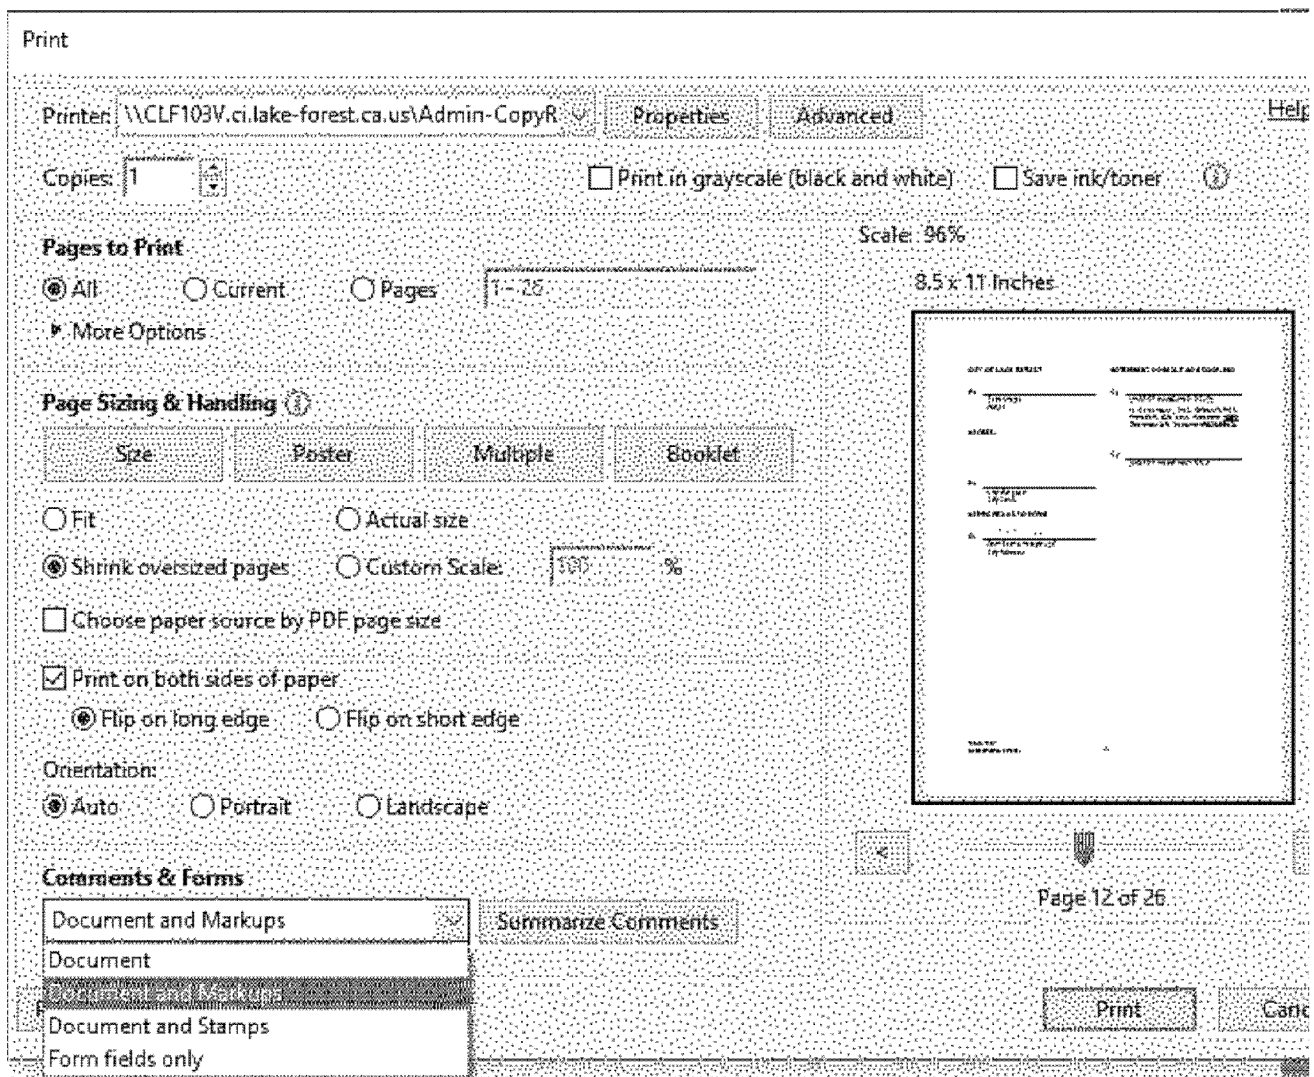 Print
Printer: \\CLF103V.ci.lake-forest.ca.us\Admin-CopyR Properties Advanced Help
Copies: 1 Print in grayscale (black and white) Save ink/toner
Pages to Print
All Current Pages 1 - 26
More Options
Scale: 96%
8.5 x 11 Inches
Page Sizing & Handling
Size Poster Multiple Booklet
Fit Actual size
Shrink oversized pages Custom Scale: 100 %
Choose paper source by PDF page size
Print on both sides of paper
Flip on long edge Flip on short edge
Orientation:
Auto Portrait Landscape
<
Page 12 of 26
Comments & Forms
Document and Markups Summarize Comments
Document
Document and Markups
Document and Stamps
Form fields only
Print Canc